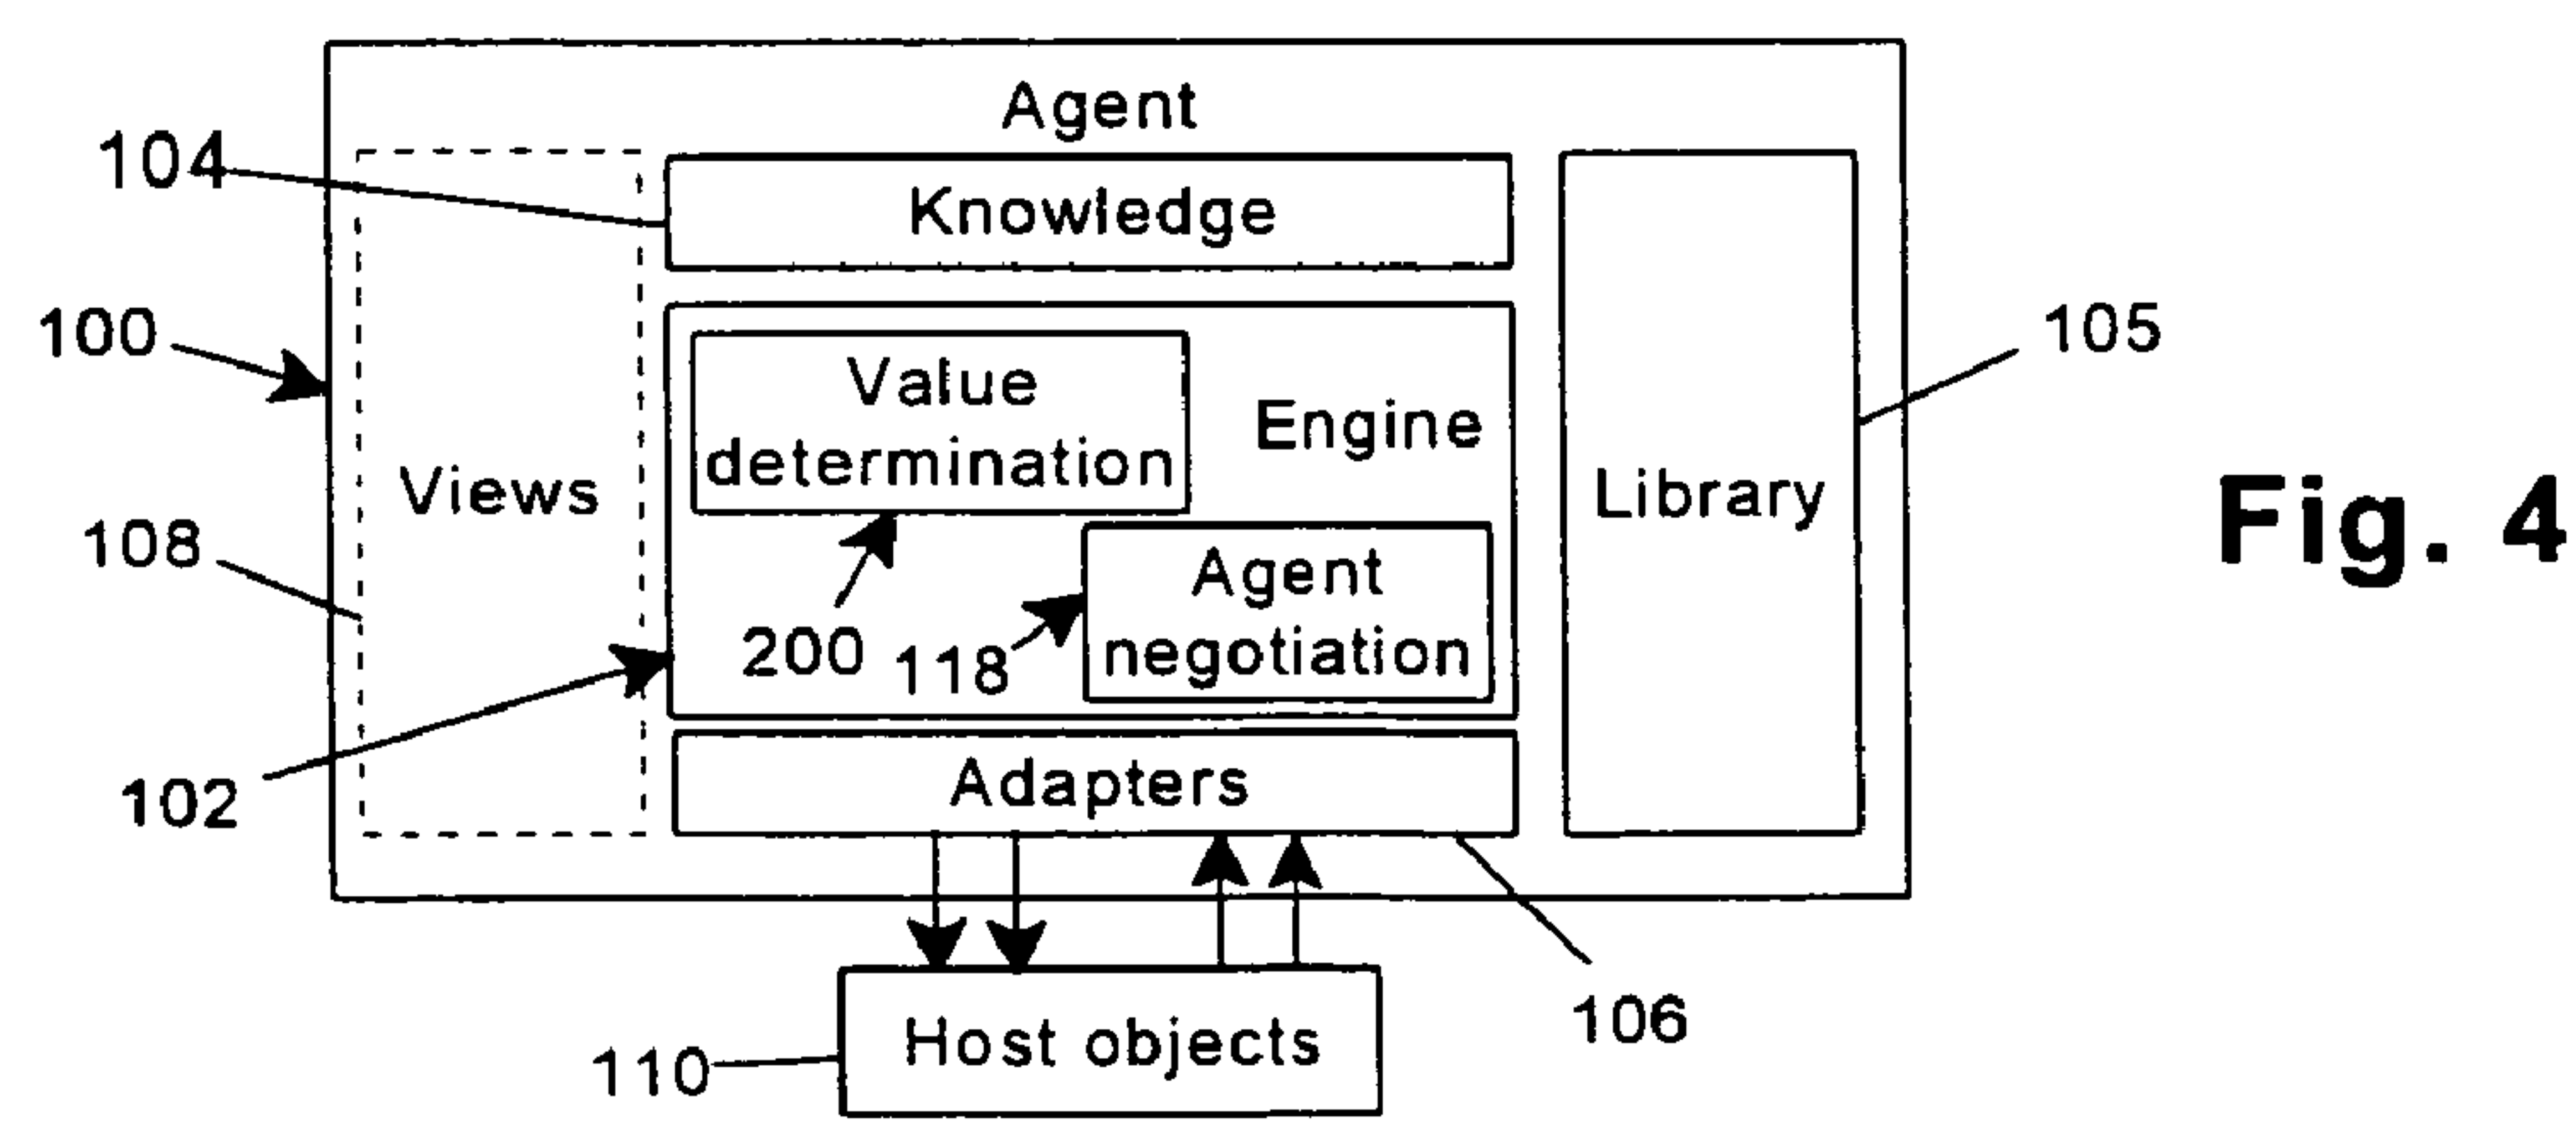 Agent
104
Knowledge
100
Value
determination
Engine
105
Views
Library
Fig. 4
108
Agent
negotiation
200
118
102
Adapters
106
Host objects
110